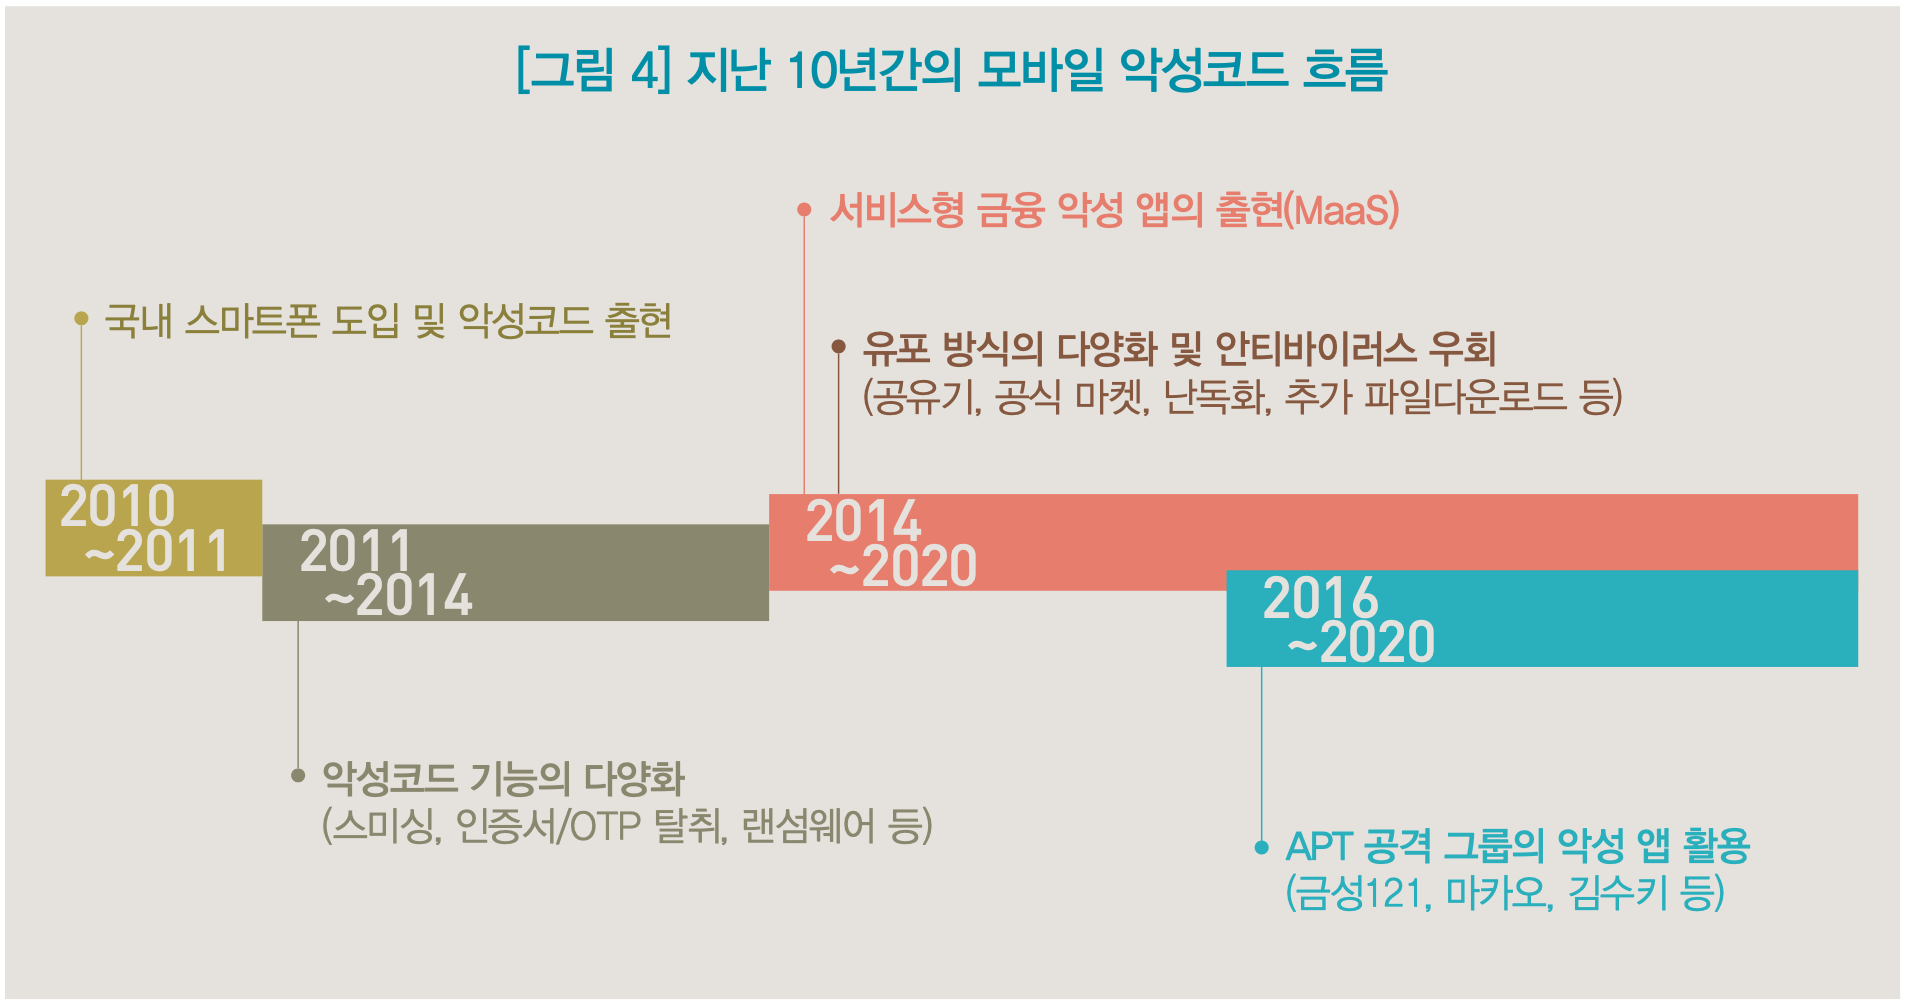 [그림 4] 지난 10년간의 모바일 악성코드 흐름
서비스형 금융 악성 앱의 출현(MaaS)
국내 스마트폰 도입 및 악성코드 출현
유포 방식의 다양화 및 안티바이러스 우회
(공유기, 공식 마켓, 난독화, 추가 파일다운로드 등)
2010
~2011
2011
~2014
2014
~2020
2016
~2020
악성코드 기능의 다양화
(스미싱, 인증서/OTP 탈취, 랜섬웨어 등)
APT 공격 그룹의 악성 앱 활용
(금성121, 마카오, 김수키 등)